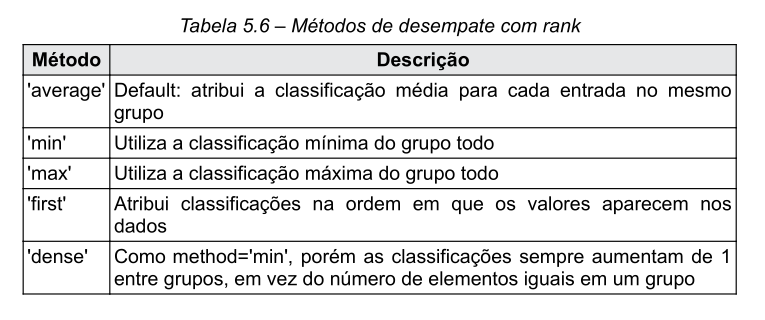 Tabela 5.6 – Métodos de desempate com rank
Método Descrição
'average' Default: atribui a classificação média para cada entrada no mesmo
grupo
'min' Utiliza a classificação mínima do grupo todo
'max' Utiliza a classificação máxima do grupo todo
'first' Atribui classificações na ordem em que os valores aparecem nos
dados
'dense' Como method='min', porém as classificações sempre aumentam de 1
entre grupos, em vez do número de elementos iguais em um grupo